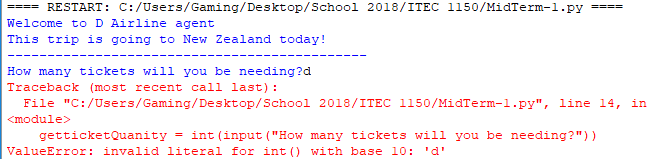 ==== RESTART: C:/Users/Gaming/Desktop/School 2018/ITEC 1150/MidTerm-1.py ====
Welcome to D Airline agent
This trip is going to New Zealand today!
---------------------------------------------
How many tickets will you be needing?d
Traceback (most recent call last):
  File "C:/Users/Gaming/Desktop/School 2018/ITEC 1150/MidTerm-1.py", line 14, in
<module>
    getticketQuanity = int(input("How many tickets will you be needing?"))
ValueError: invalid literal for int() with base 10: 'd'